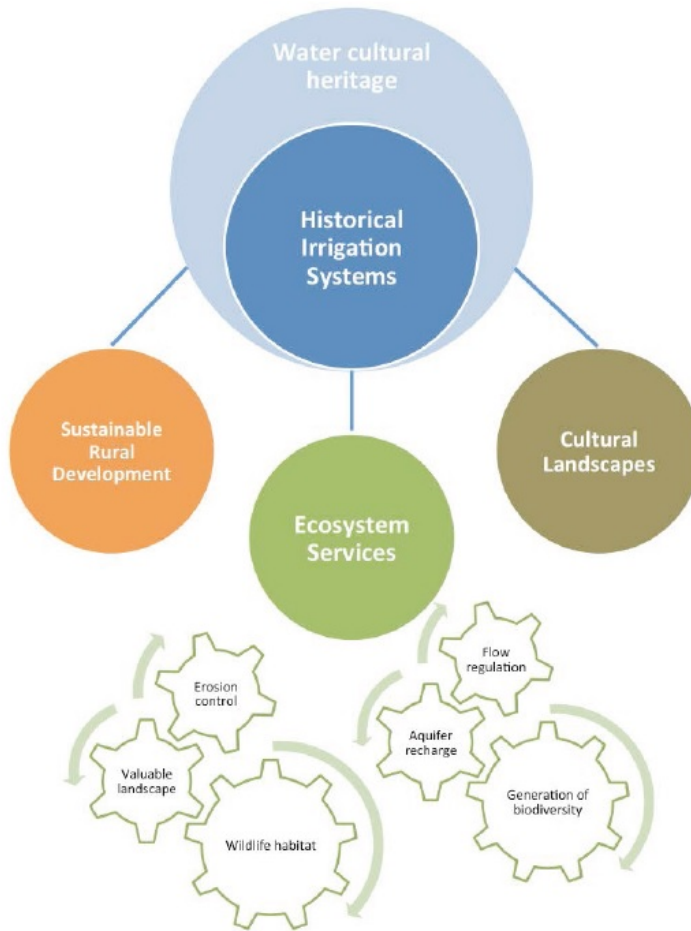 Water cultural
heritage
Historical
Irrigation
Systems
Sustainable
Rural
Development
Cultural
Landscapes
Ecosystem
Services
Flow
regulation
Erosion
control
Aquifer
recharge
Valuable
landscape
Generation of
biodiversity
Wildlife habitat